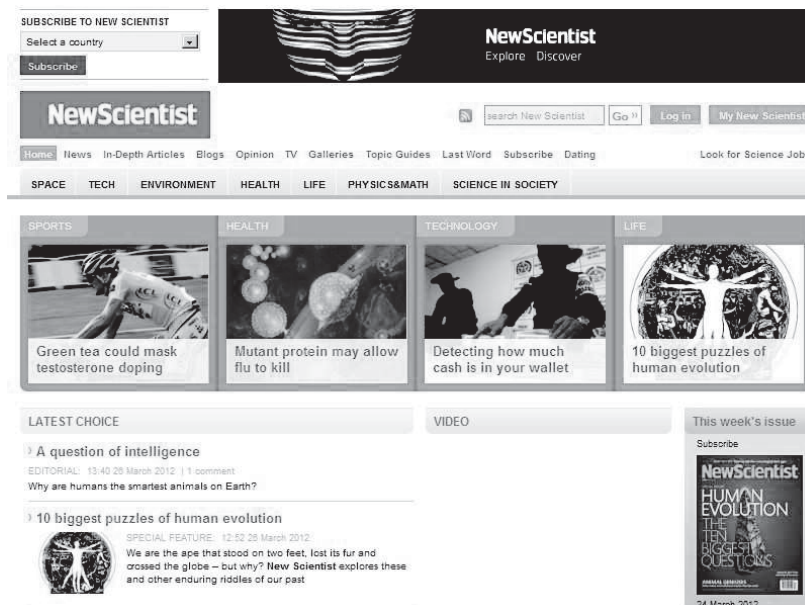 SUBSCRIBE TO NEW SCIENTIST
Select a country
Subscribe
NewScientist
Explore Discover
NewScientist
search New Scientist
Go »
Log in
My New Scientist
Home News In-Depth Articles Blogs Opinion TV Galleries Topic Guides Last Word Subscribe Dating
Look for Science Job
SPACE TECH ENVIRONMENT HEALTH LIFE PHYSICS&MATH SCIENCE IN SOCIETY
SPORTS
Green tea could mask
testosterone doping
HEALTH
Mutant protein may allow
flu to kill
TECHNOLOGY
Detecting how much
cash is in your wallet
LIFE
10 biggest puzzles of
human evolution
LATEST CHOICE
› A question of intelligence
EDITORIAL: 13:40 26 March 2012 | 1 comment
Why are humans the smartest animals on Earth?
› 10 biggest puzzles of human evolution
SPECIAL FEATURE: 12:52 26 March 2012
We are the ape that stood on two feet, lost its fur and
crossed the globe – but why? New Scientist explores these
and other enduring riddles of our past
VIDEO
This week's issue
Subscribe
NewScientist
HUMAN
EVOLUTION
THE
TEN
BIGGEST
QUESTIONS
ANIMAL GENIUSES
24 March 2012